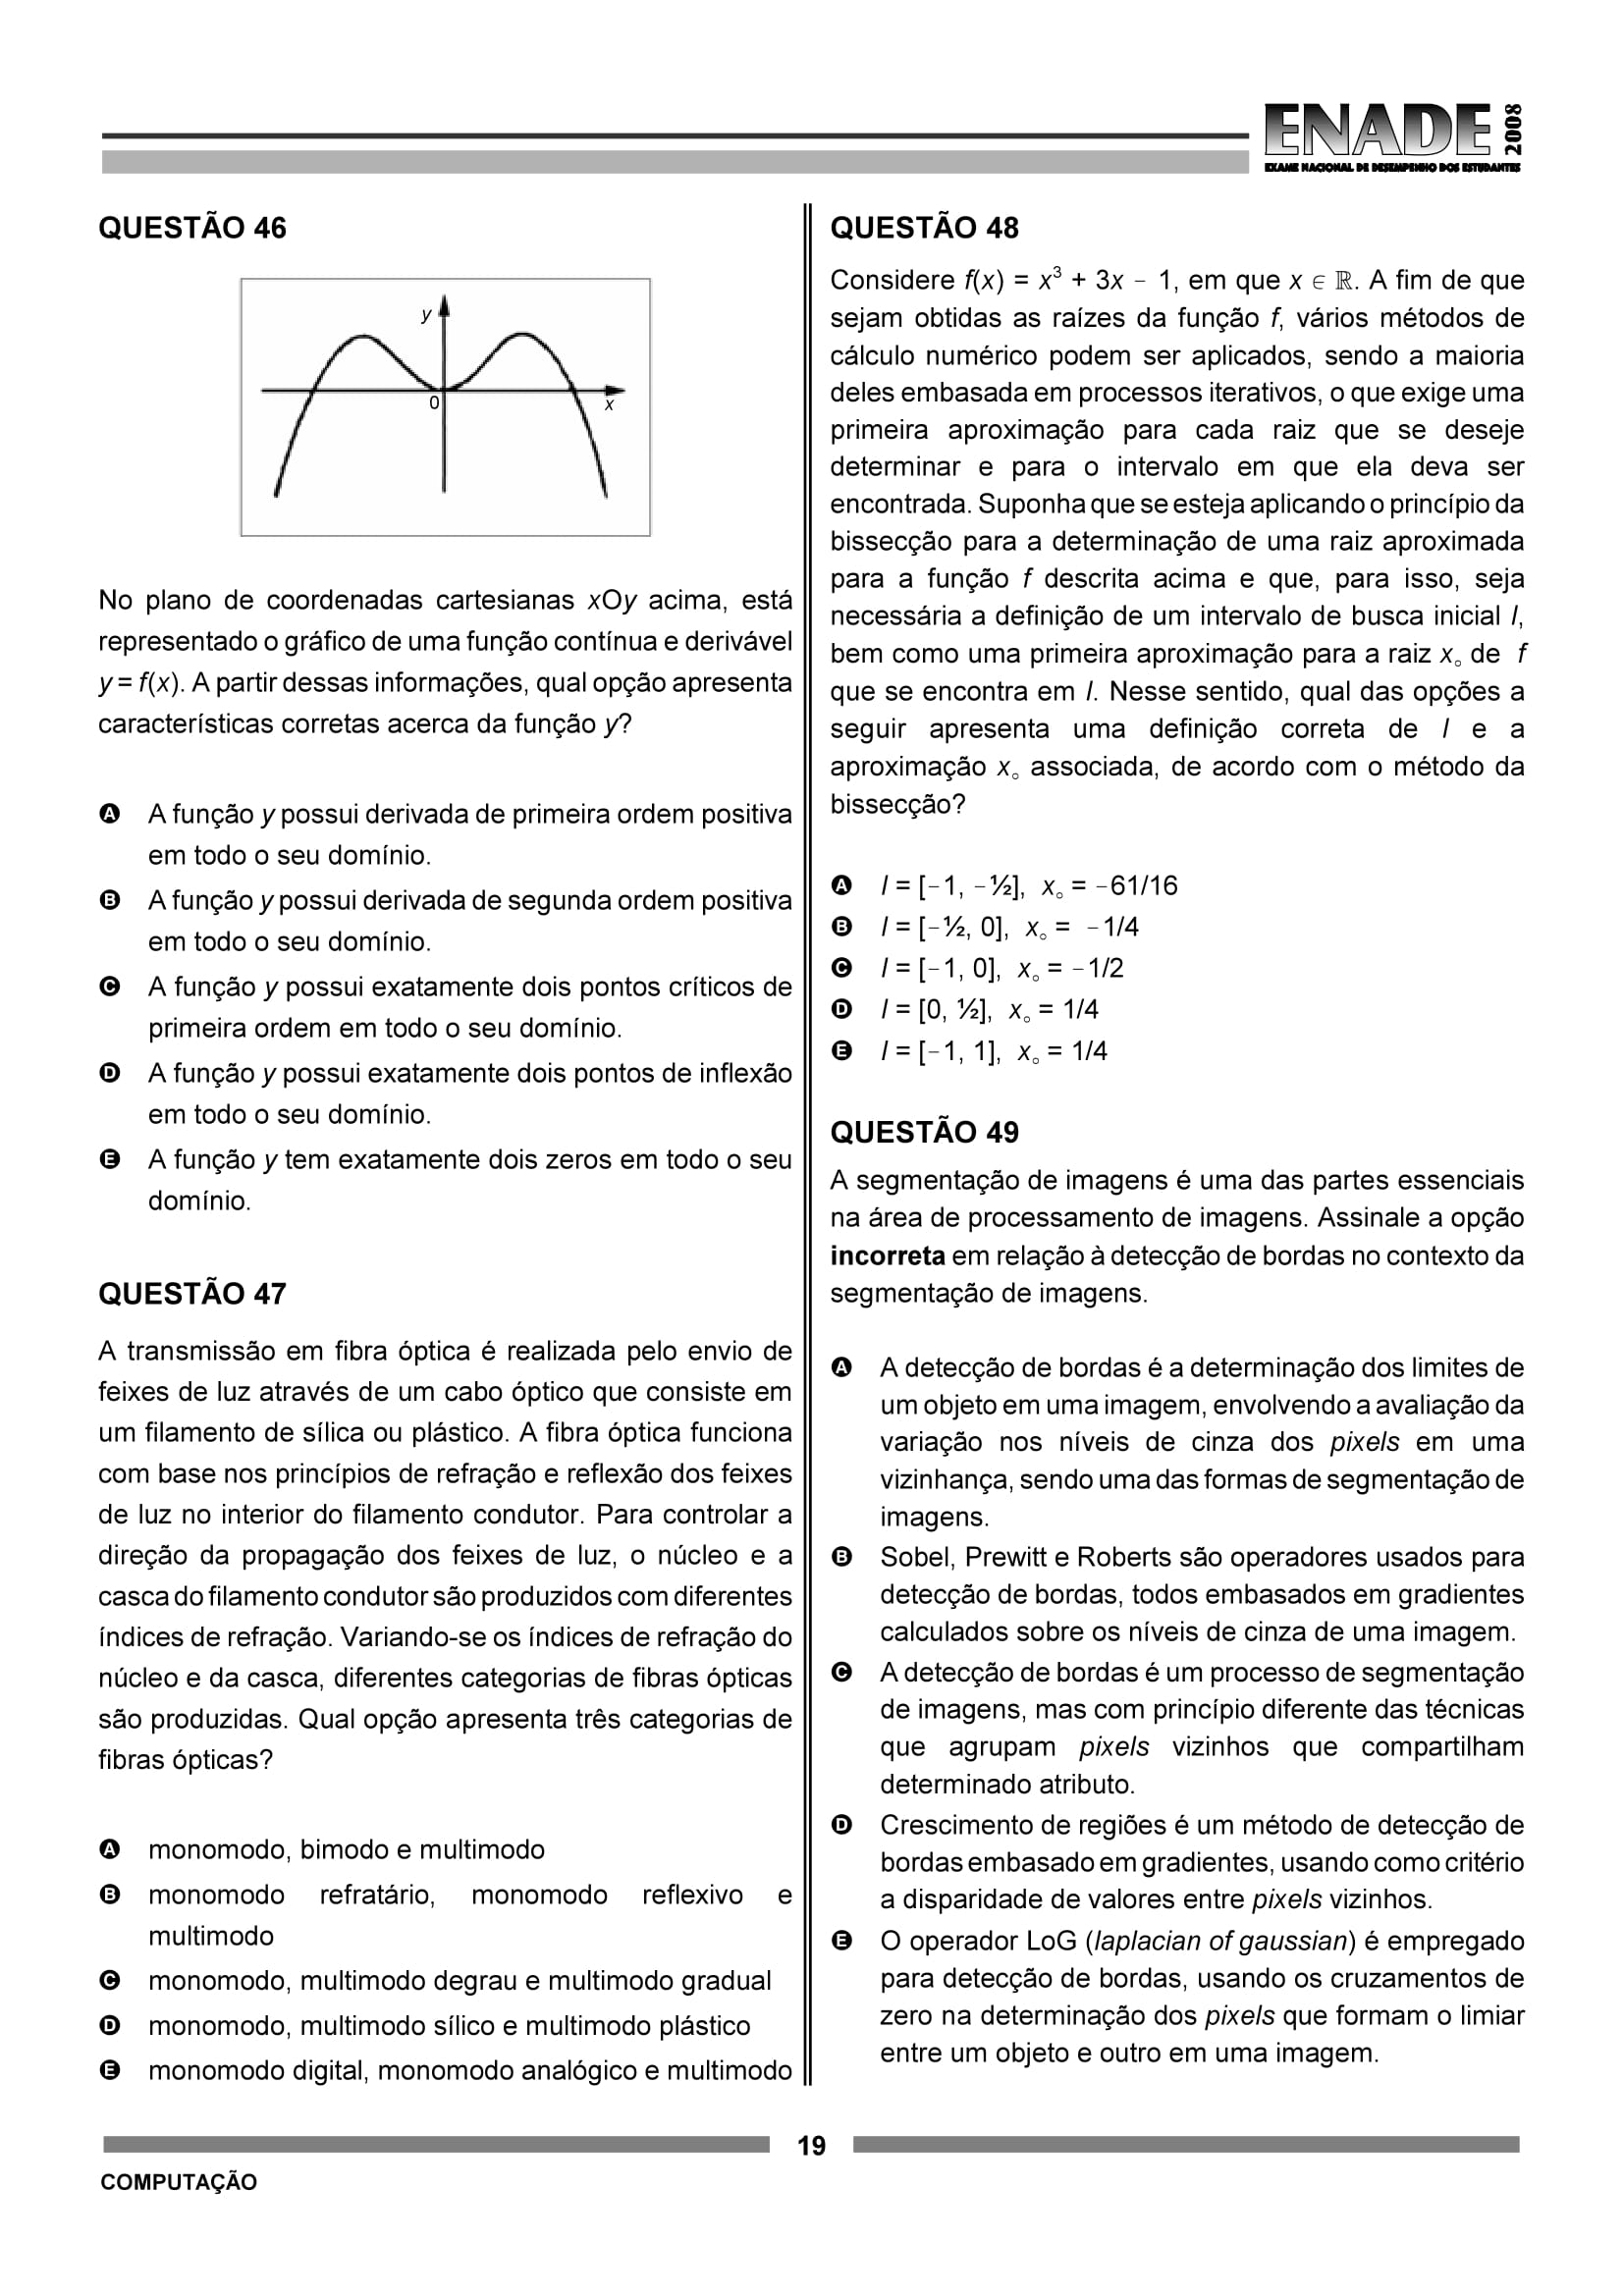 ENADE 2008
EXAME NACIONAL DE DESEMPENHO DOS ESTUDANTES
QUESTÃO 46
y
0
x
No plano de coordenadas cartesianas xOy acima, está
representado o gráfico de uma função contínua e derivável
y = f(x). A partir dessas informações, qual opção apresenta
características corretas acerca da função y?
A A função y possui derivada de primeira ordem positiva
em todo o seu domínio.
B A função y possui derivada de segunda ordem positiva
em todo o seu domínio.
C A função y possui exatamente dois pontos críticos de
primeira ordem em todo o seu domínio.
D A função y possui exatamente dois pontos de inflexão
em todo o seu domínio.
E A função y tem exatamente dois zeros em todo o seu
domínio.
QUESTÃO 47
A transmissão em fibra óptica é realizada pelo envio de
feixes de luz através de um cabo óptico que consiste em
um filamento de sílica ou plástico. A fibra óptica funciona
com base nos princípios de refração e reflexão dos feixes
de luz no interior do filamento condutor. Para controlar a
direção da propagação dos feixes de luz, o núcleo e a
casca do filamento condutor são produzidos com diferentes
índices de refração. Variando-se os índices de refração do
núcleo e da casca, diferentes categorias de fibras ópticas
são produzidas. Qual opção apresenta três categorias de
fibras ópticas?
A monomodo, bimodo e multimodo
B monomodo refratário, monomodo reflexivo e
multimodo
C monomodo, multimodo degrau e multimodo gradual
D monomodo, multimodo sílico e multimodo plástico
E monomodo digital, monomodo analógico e multimodo
QUESTÃO 48
Considere f(x) = x³ + 3x − 1, em que x ∈ ℝ. A fim de que
sejam obtidas as raízes da função f, vários métodos de
cálculo numérico podem ser aplicados, sendo a maioria
deles embasada em processos iterativos, o que exige uma
primeira aproximação para cada raiz que se deseje
determinar e para o intervalo em que ela deva ser
encontrada. Suponha que se esteja aplicando o princípio da
bissecção para a determinação de uma raiz aproximada
para a função f descrita acima e que, para isso, seja
necessária a definição de um intervalo de busca inicial I,
bem como uma primeira aproximação para a raiz x₀ de f
que se encontra em I. Nesse sentido, qual das opções a
seguir apresenta uma definição correta de I e a
aproximação x₀ associada, de acordo com o método da
bissecção?
A I = [−1, −½], x₀ = −61/16
B I = [−½, 0], x₀ = −1/4
C I = [−1, 0], x₀ = −1/2
D I = [0, ½], x₀ = 1/4
E I = [−1, 1], x₀ = 1/4
QUESTÃO 49
A segmentação de imagens é uma das partes essenciais
na área de processamento de imagens. Assinale a opção
incorreta em relação à detecção de bordas no contexto da
segmentação de imagens.
A A detecção de bordas é a determinação dos limites de
um objeto em uma imagem, envolvendo a avaliação da
variação nos níveis de cinza dos pixels em uma
vizinhança, sendo uma das formas de segmentação de
imagens.
B Sobel, Prewitt e Roberts são operadores usados para
detecção de bordas, todos embasados em gradientes
calculados sobre os níveis de cinza de uma imagem.
C A detecção de bordas é um processo de segmentação
de imagens, mas com princípio diferente das técnicas
que agrupam pixels vizinhos que compartilham
determinado atributo.
D Crescimento de regiões é um método de detecção de
bordas embasado em gradientes, usando como critério
a disparidade de valores entre pixels vizinhos.
E O operador LoG (laplacian of gaussian) é empregado
para detecção de bordas, usando os cruzamentos de
zero na determinação dos pixels que formam o limiar
entre um objeto e outro em uma imagem.
19
COMPUTAÇÃO